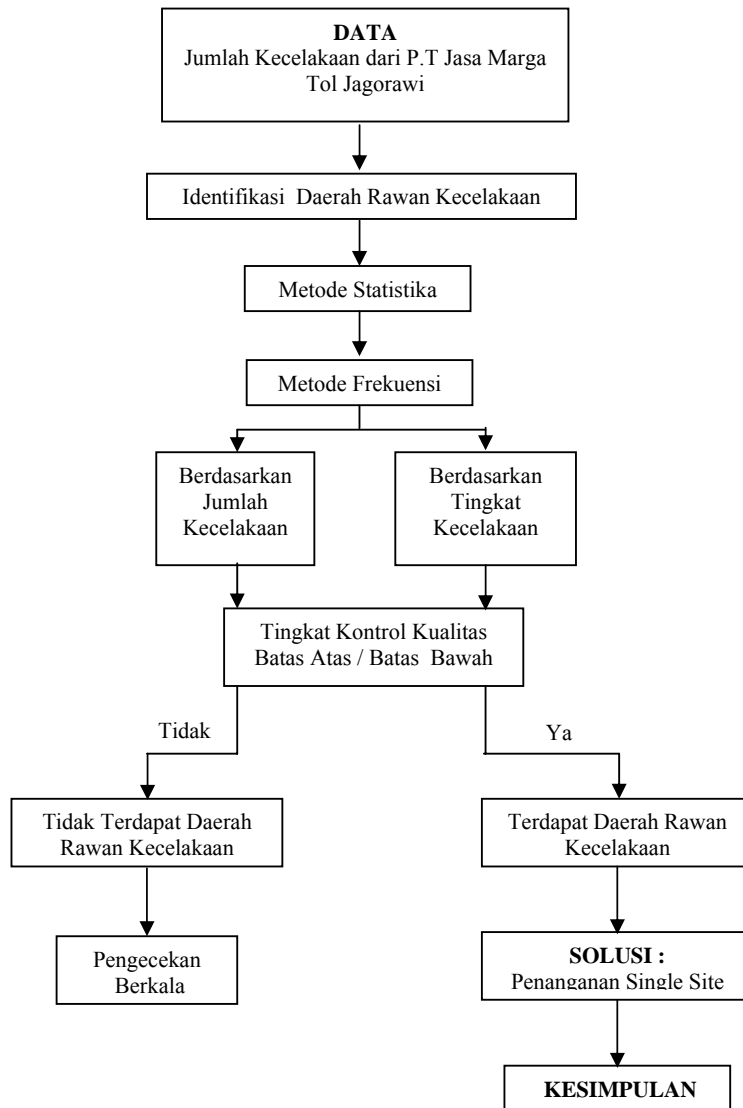 DATA
Jumlah Kecelakaan dari P.T Jasa Marga
Tol Jagorawi
Identifikasi Daerah Rawan Kecelakaan
Metode Statistika
Metode Frekuensi
Berdasarkan
Jumlah
Kecelakaan
Berdasarkan
Tingkat
Kecelakaan
Tingkat Kontrol Kualitas
Batas Atas / Batas Bawah
Tidak
Ya
Tidak Terdapat Daerah
Rawan Kecelakaan
Terdapat Daerah Rawan
Kecelakaan
Pengecekan
Berkala
SOLUSI :
Penanganan Single Site
KESIMPULAN